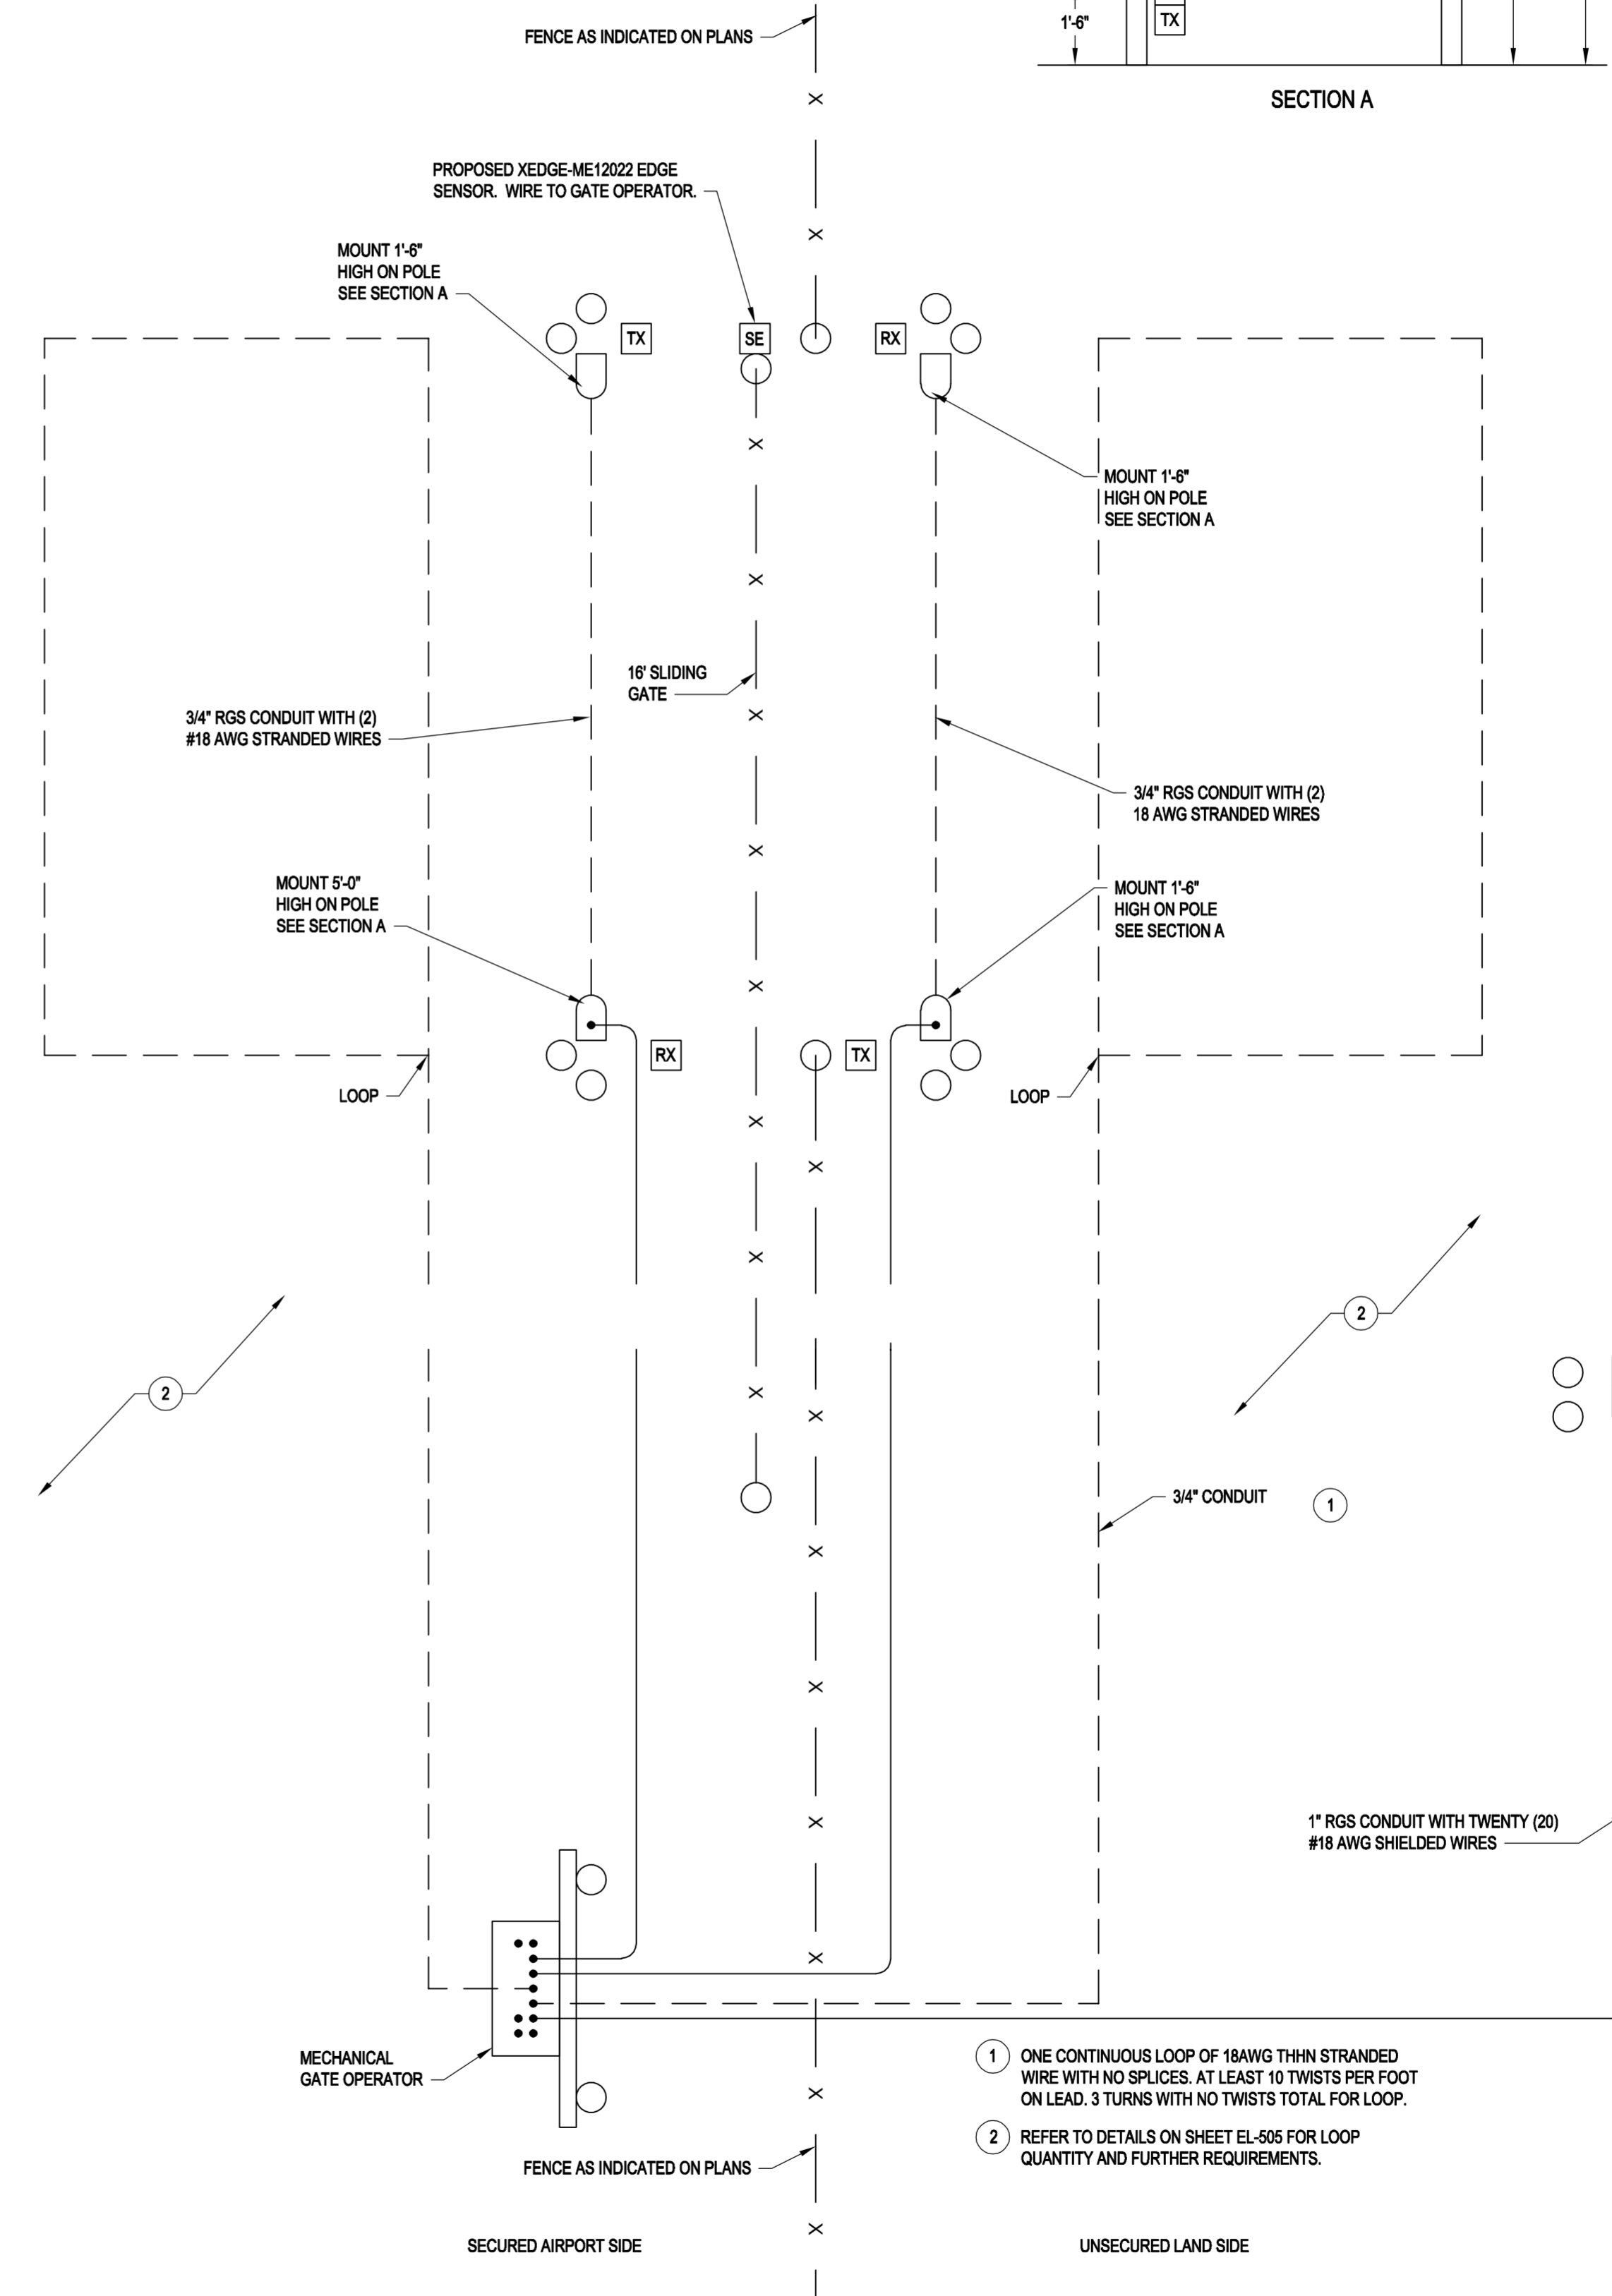 1'-6"
TX
FENCE AS INDICATED ON PLANS
X
SECTION A
PROPOSED XEDGE-ME12022 EDGE
SENSOR. WIRE TO GATE OPERATOR.
X
MOUNT 1'-6"
HIGH ON POLE
SEE SECTION A
TX
SE
RX
X
MOUNT 1'-6"
HIGH ON POLE
SEE SECTION A
X
16' SLIDING
GATE
X
3/4" RGS CONDUIT WITH (2)
#18 AWG STRANDED WIRES
3/4" RGS CONDUIT WITH (2)
18 AWG STRANDED WIRES
X
MOUNT 5'-0"
HIGH ON POLE
SEE SECTION A
MOUNT 1'-6"
HIGH ON POLE
SEE SECTION A
X
RX
TX
LOOP
LOOP
X
X
X
2
2
X
X
3/4" CONDUIT
1
X
X
X
1" RGS CONDUIT WITH TWENTY (20)
#18 AWG SHIELDED WIRES
X
MECHANICAL
GATE OPERATOR
1 ONE CONTINUOUS LOOP OF 18AWG THHN STRANDED
WIRE WITH NO SPLICES. AT LEAST 10 TWISTS PER FOOT
ON LEAD. 3 TURNS WITH NO TWISTS TOTAL FOR LOOP.
X
2 REFER TO DETAILS ON SHEET EL-505 FOR LOOP
QUANTITY AND FURTHER REQUIREMENTS.
FENCE AS INDICATED ON PLANS
X
SECURED AIRPORT SIDE
UNSECURED LAND SIDE